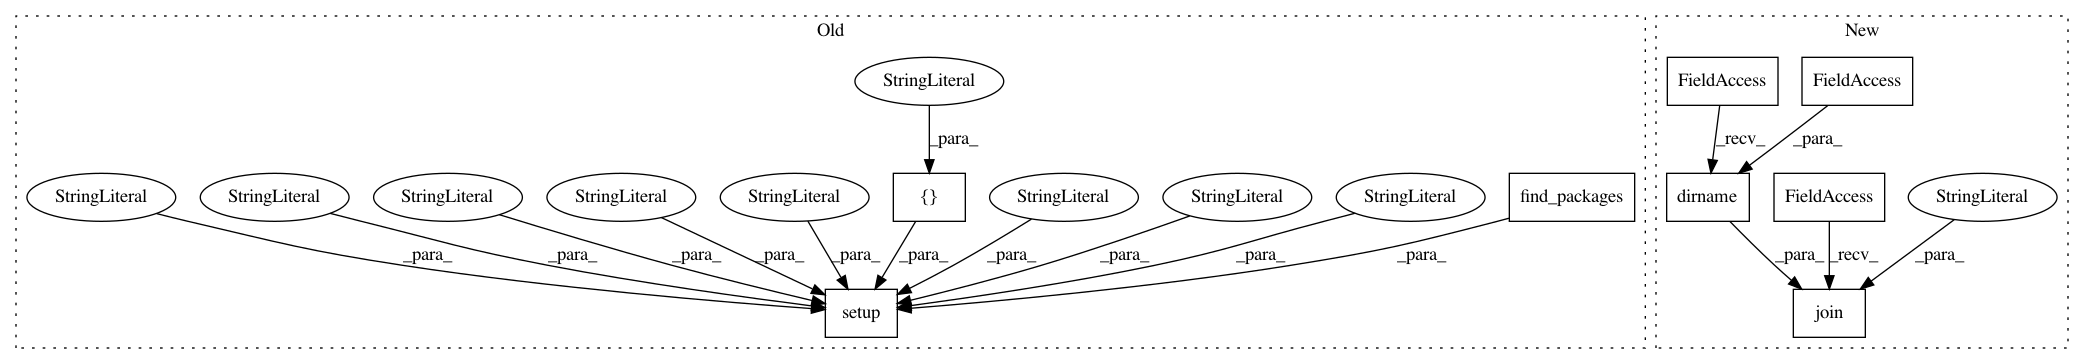 Old
New
StringLiteral
FieldAccess
FieldAccess
_para_
_recv_
_para_
StringLiteral
StringLiteral
StringLiteral
StringLiteral
StringLiteral
{}
StringLiteral
StringLiteral
StringLiteral
find_packages
dirname
FieldAccess
StringLiteral
_para_
_para_
_para_
_para_
_para_
_para_
_para_
_para_
_para_
_para_
_para_
_recv_
_para_
setup
join